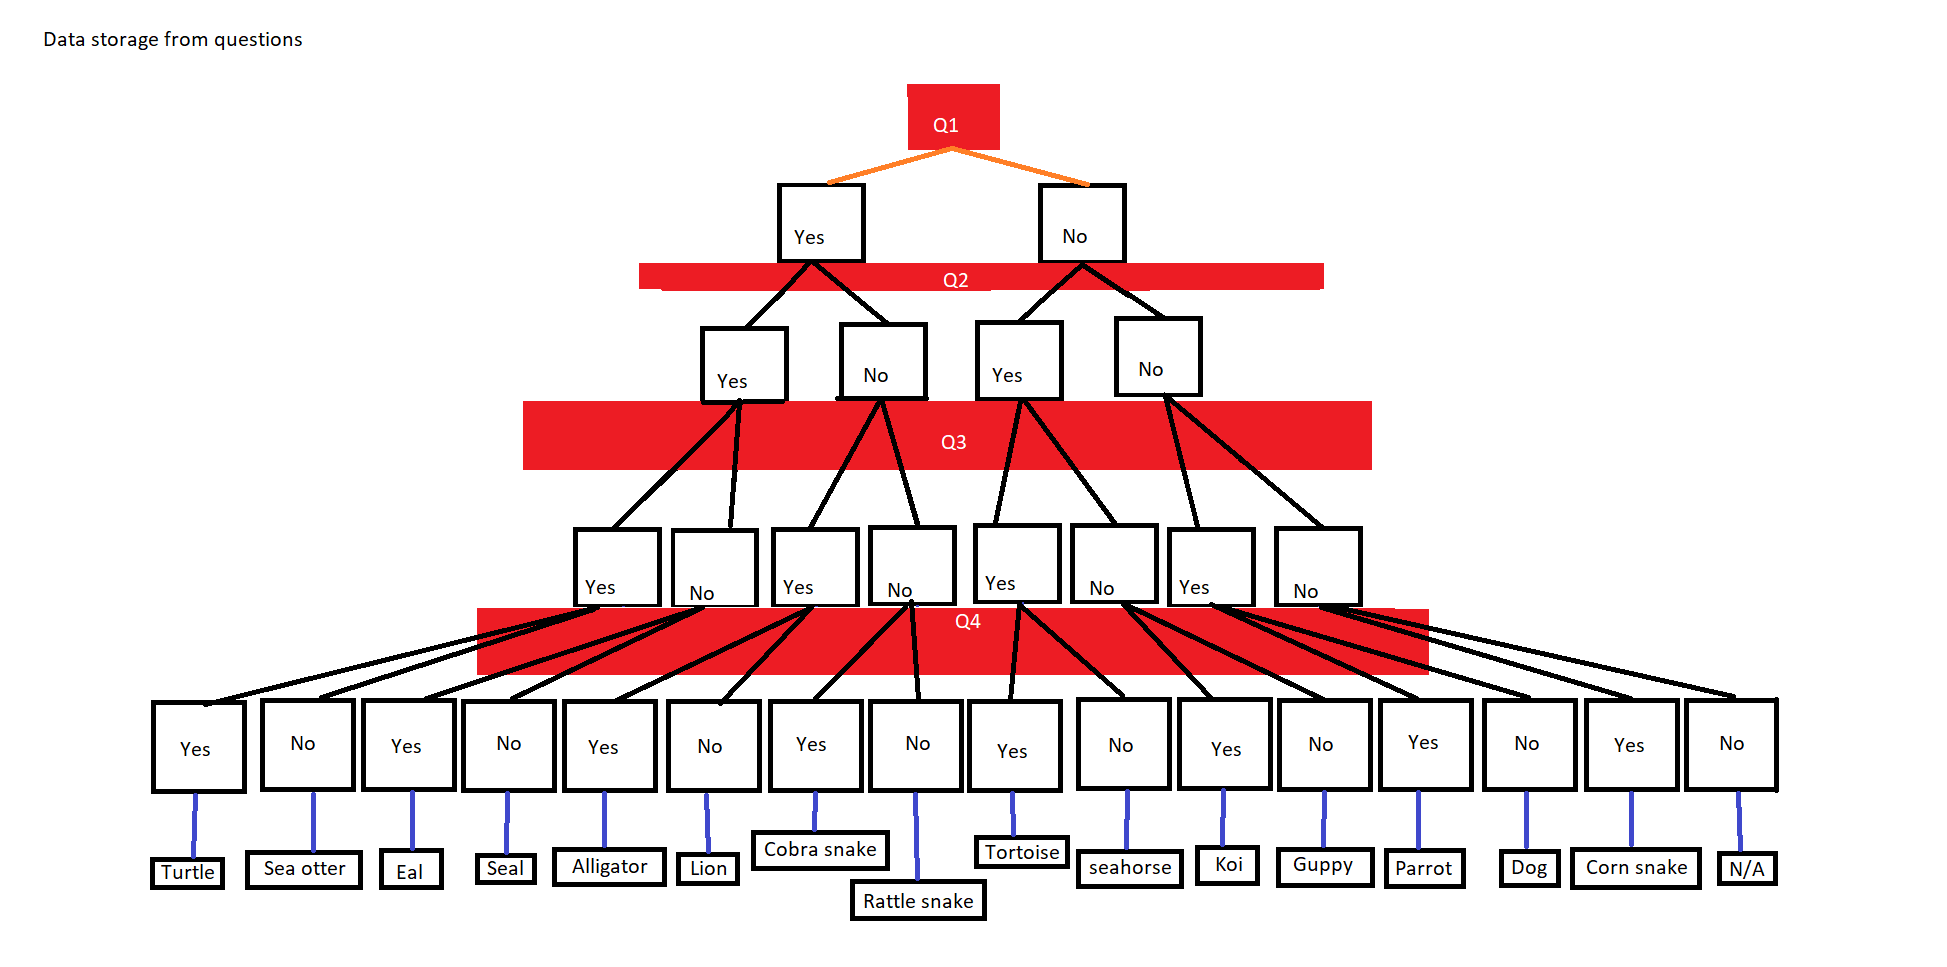 Data storage from questions
Q1
Yes
No
Q2
Yes
No
Yes
No
Q3
Yes
No
Yes
No
Yes
No
Yes
No
Q4
Yes
No
Yes
No
Yes
No
Yes
No
Yes
No
Yes
No
Yes
No
Yes
No
Turtle
Sea otter
Eal
Seal
Alligator
Lion
Cobra snake
Rattle snake
Tortoise
seahorse
Koi
Guppy
Parrot
Dog
Corn snake
N/A